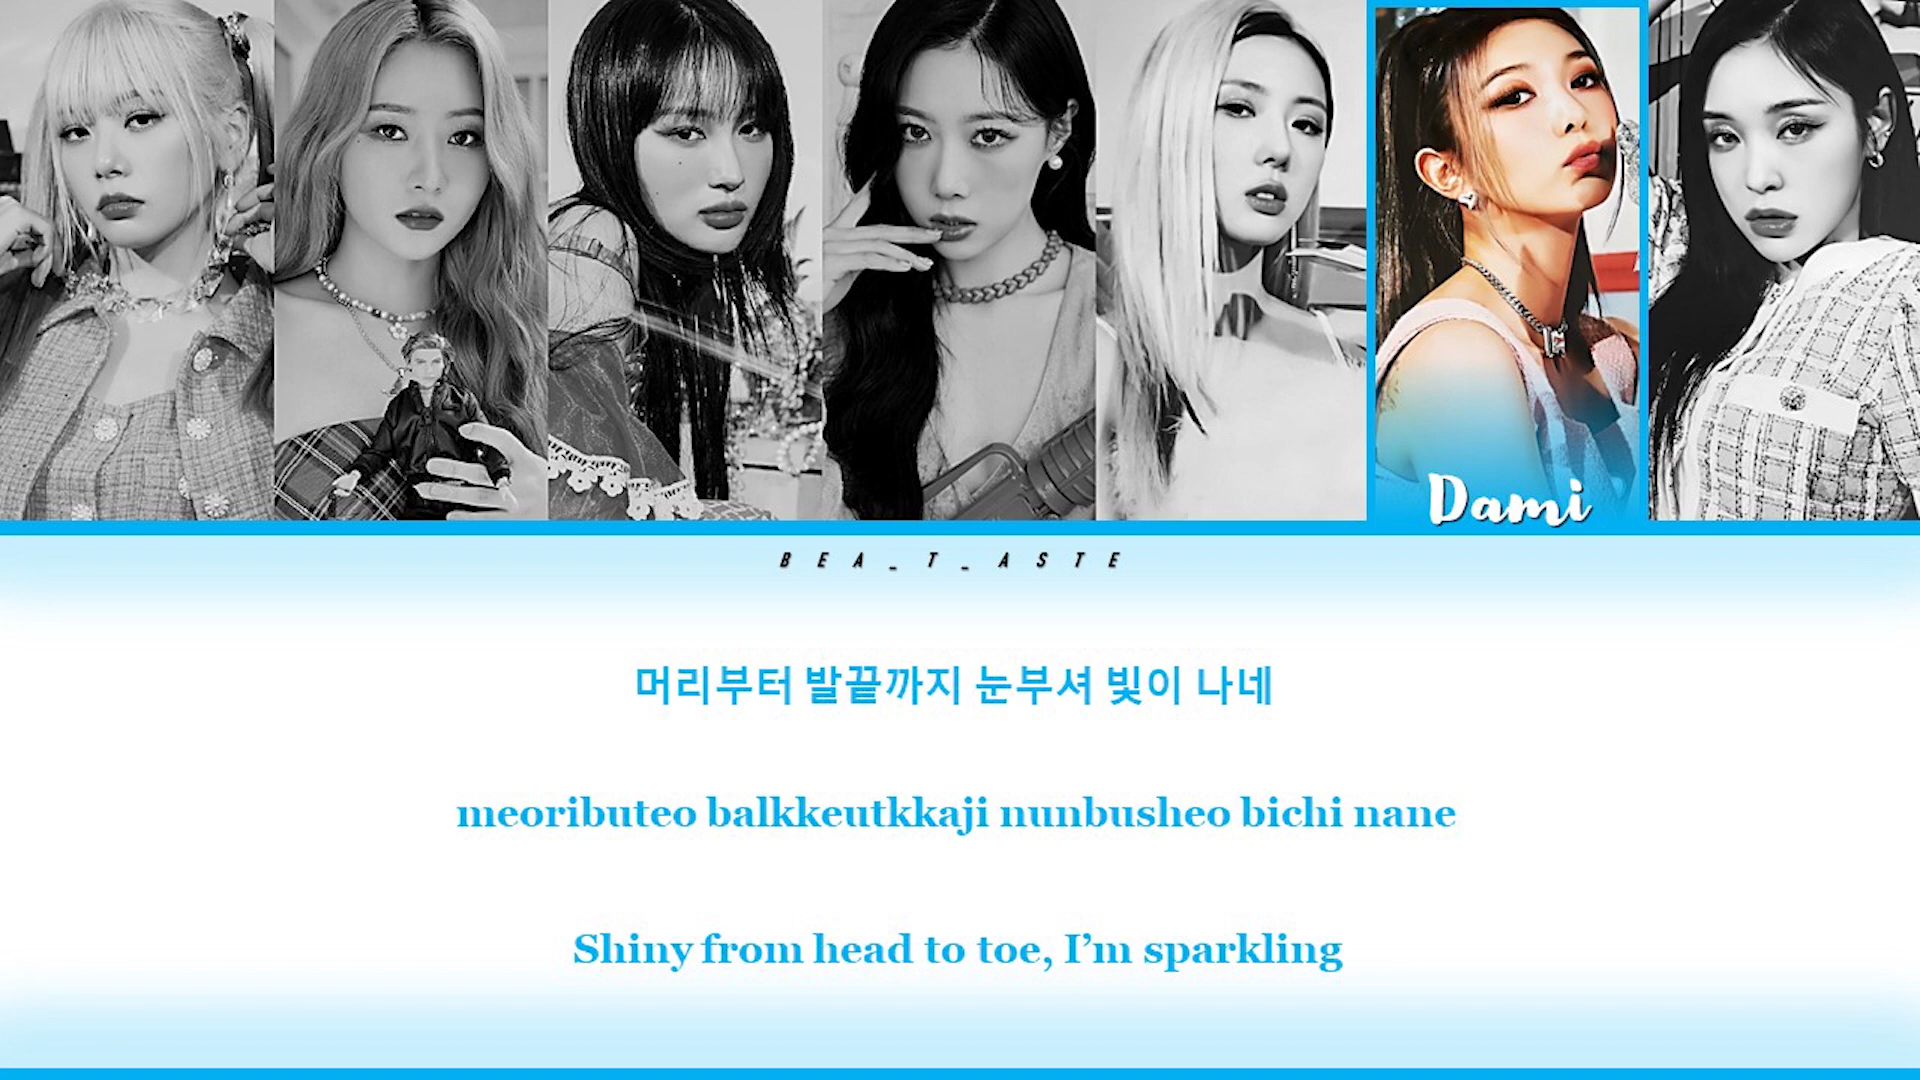 Dami
BEA_T_ASTE
머리부터 발끝까지 눈부셔 빛이 나네
meoributeo balkkeutkkaji nunbusheo bichi nane
Shiny from head to toe, I’m sparkling